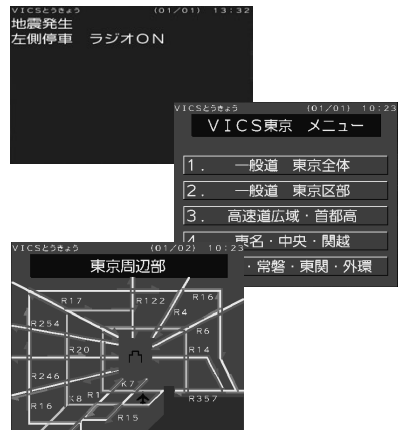 VICSとうきょう (01/01) 13:32
地震発生
左側停車 ラジオON
VICSとうきょう (01/01) 10:23
VICS東京 メニュー
1. 一般道 東京全体
2. 一般道 東京区部
3. 高速道広域・首都高
4. 東名・中央・関越
・常磐・東関・外環
VICSとうきょう (01/02) 10:23
東京周辺部
R17
R122
R16
R4
R254
R6
R20
R14
R246
K7
R16
K8
R1
R357
R15